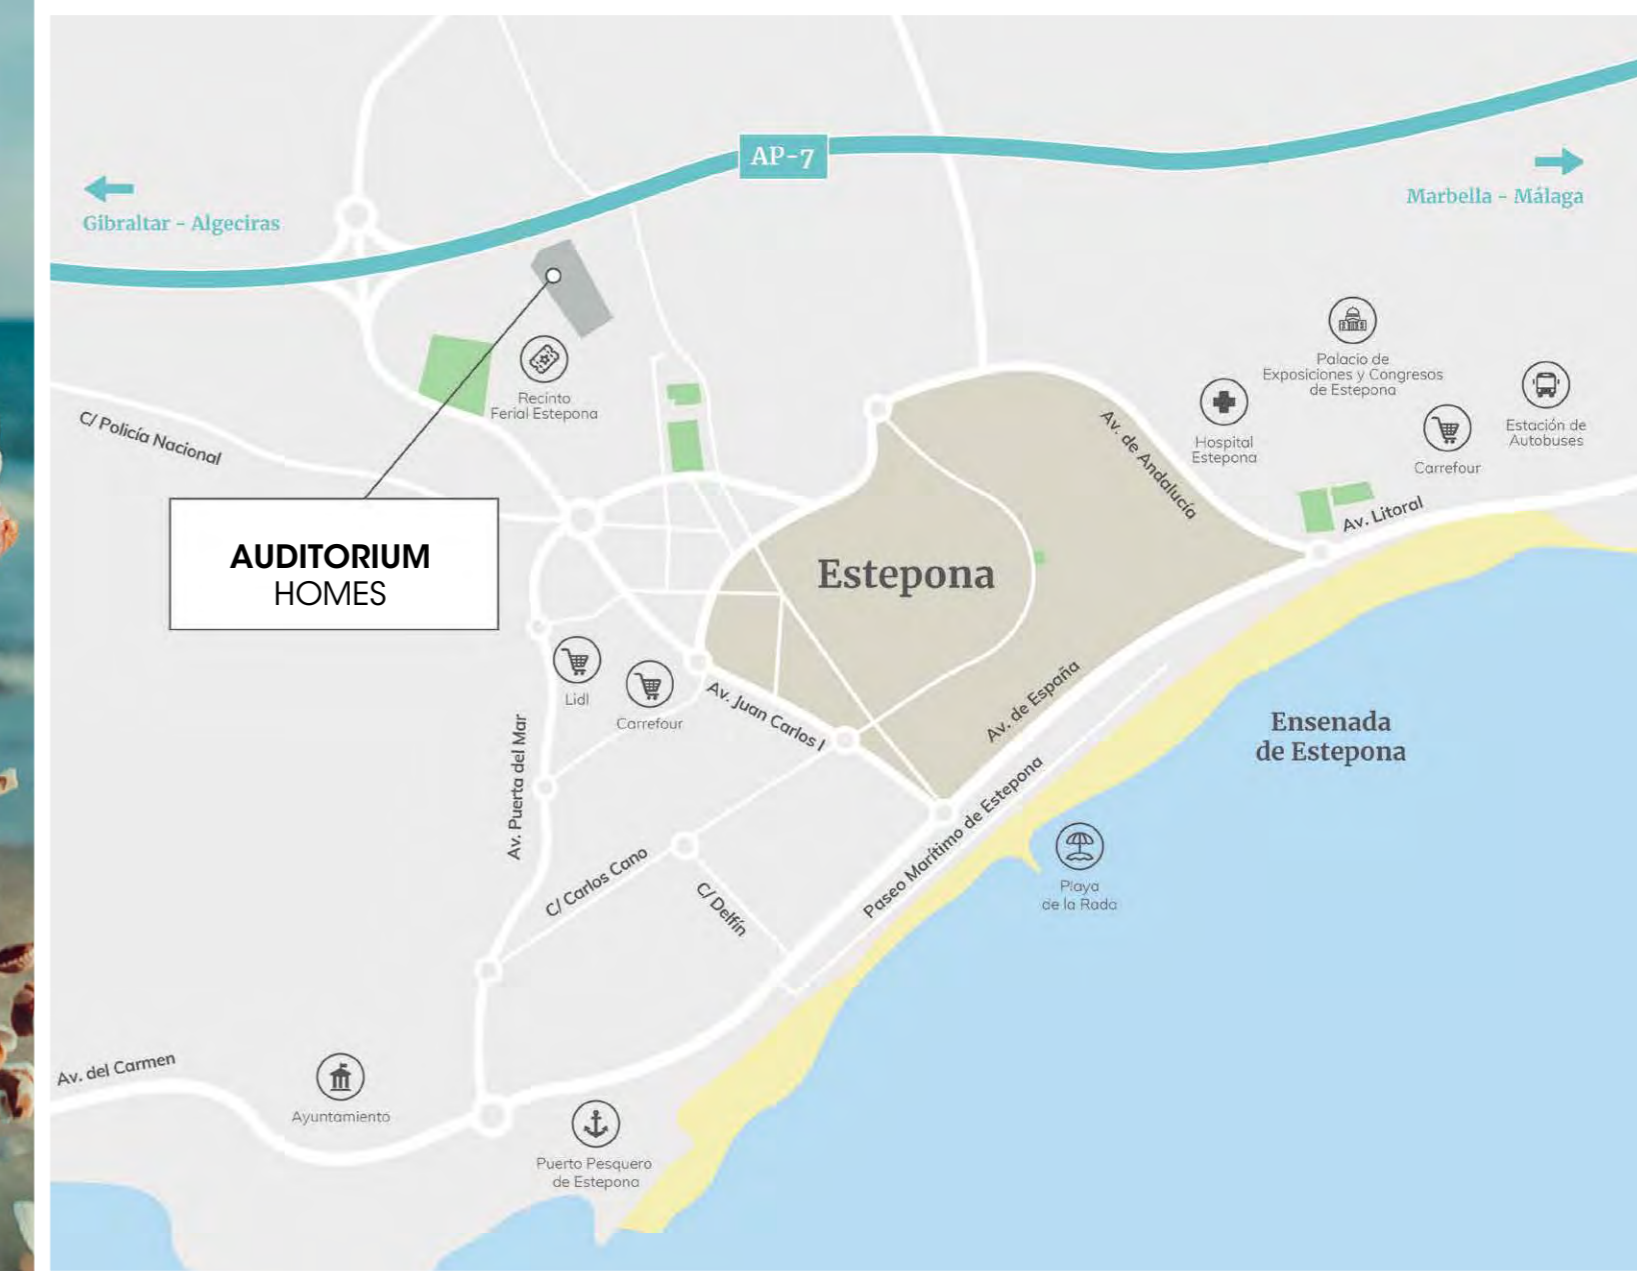 AP-7
Gibraltar - Algeciras
Marbella - Málaga
Palacio de
Exposiciones y Congresos
de Estepona
Hospital
Estepona
Carrefour
Estación de
Autobuses
Recinto
Ferial Estepona
C/ Policía Nacional
Av. de Andalucía
Av. Litoral
AUDITORIUM
HOMES
Estepona
Lidl
Carrefour
Av. Juan Carlos I
Av. de España
Ensenada
de Estepona
Av. Puerta del Mar
Paseo Marítimo de Estepona
C/ Carlos Cano
C/ Delfín
Playa
de la Rada
Av. del Carmen
Ayuntamiento
Puerto Pesquero
de Estepona